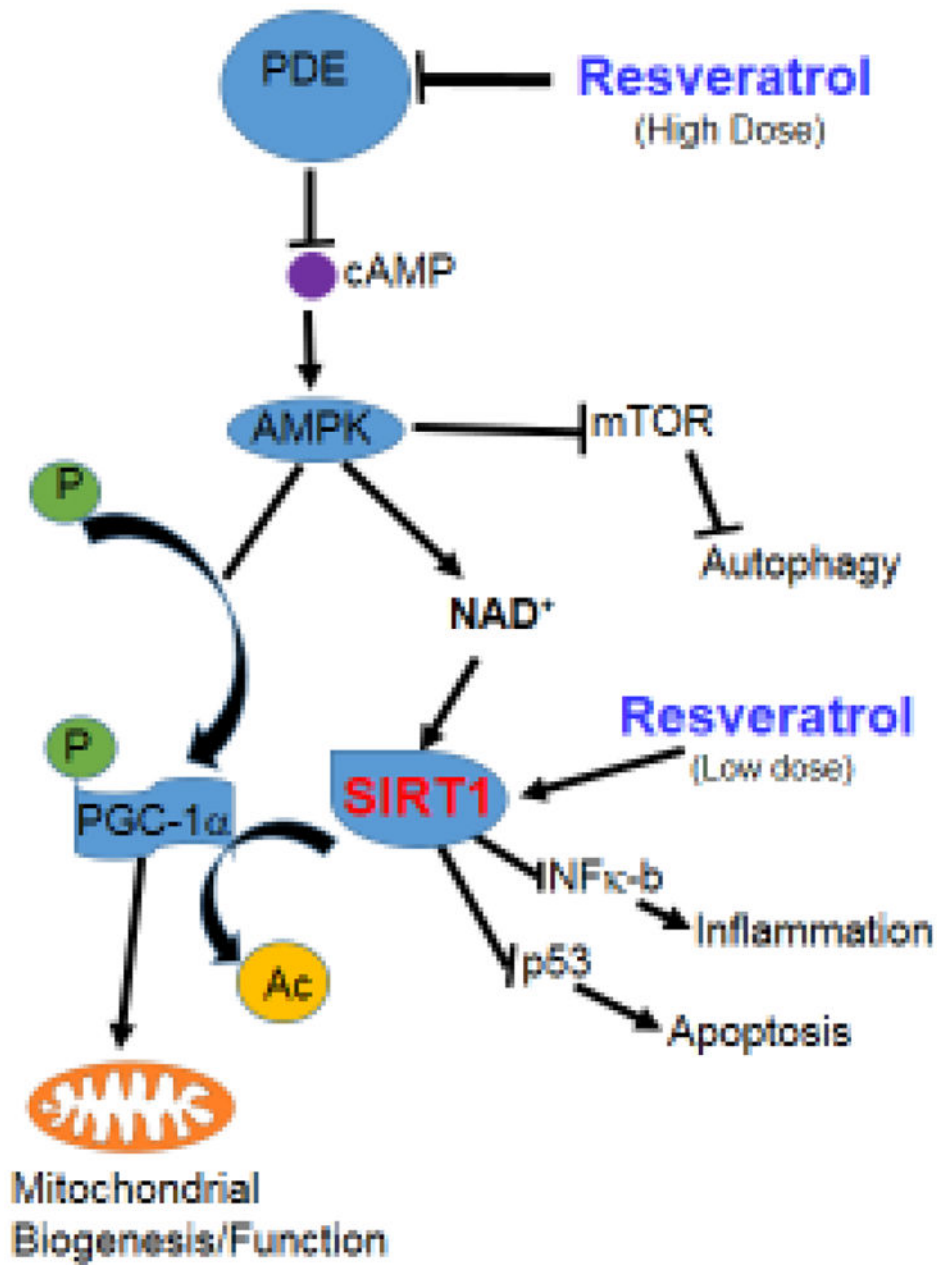 PDE
Resveratrol
(High Dose)
cAMP
AMPK
mTOR
P
Autophagy
NAD⁺
Resveratrol
(Low dose)
P
SIRT1
PGC-1α
NFκ-b
Inflammation
p53
Ac
Apoptosis
Mitochondrial
Biogenesis/Function